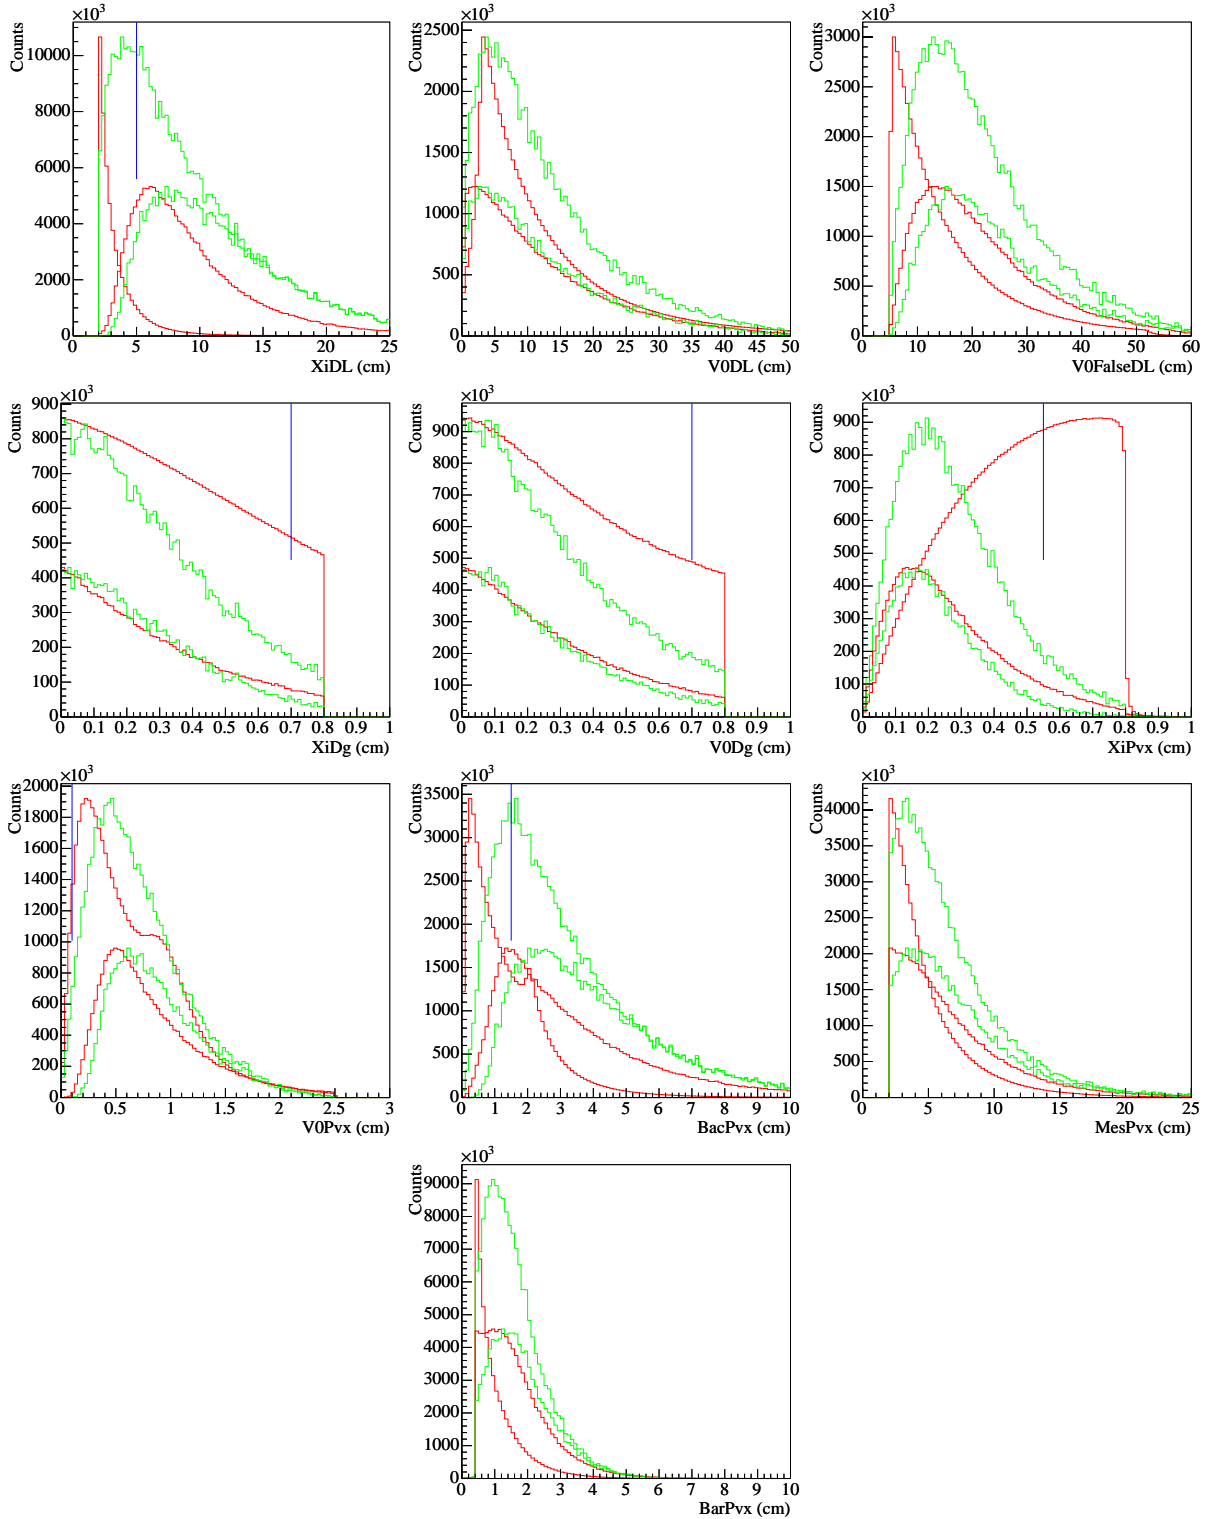 ×10³ ×10³ ×10³
Counts Counts Counts
10000 8000 6000 4000 2000 0
0 5 10 15 20 25
XiDL (cm)
2500 2000 1500 1000 500 0
0 5 10 15 20 25 30 35 40 45 50
V0DL (cm)
3000 2500 2000 1500 1000 500 0
0 10 20 30 40 50 60
V0FalseDL (cm)
×10³ ×10³
Counts Counts Counts
900 800 700 600 500 400 300 200 100 0
0 0.1 0.2 0.3 0.4 0.5 0.6 0.7 0.8 0.9 1
XiDg (cm)
900 800 700 600 500 400 300 200 100 0
0 0.1 0.2 0.3 0.4 0.5 0.6 0.7 0.8 0.9 1
V0Dg (cm)
×10³
900 800 700 600 500 400 300 200 100 0
0 0.1 0.2 0.3 0.4 0.5 0.6 0.7 0.8 0.9 1
XiPvx (cm)
×10³ ×10³ ×10³
Counts Counts Counts
2000 1800 1600 1400 1200 1000 800 600 400 200 0
0 0.5 1 1.5 2 2.5 3
V0Pvx (cm)
3500 3000 2500 2000 1500 1000 500 0
0 1 2 3 4 5 6 7 8 9 10
BacPvx (cm)
4000 3500 3000 2500 2000 1500 1000 500 0
0 5 10 15 20 25
MesPvx (cm)
×10³
Counts
9000 8000 7000 6000 5000 4000 3000 2000 1000 0
0 1 2 3 4 5 6 7 8 9 10
BarPvx (cm)